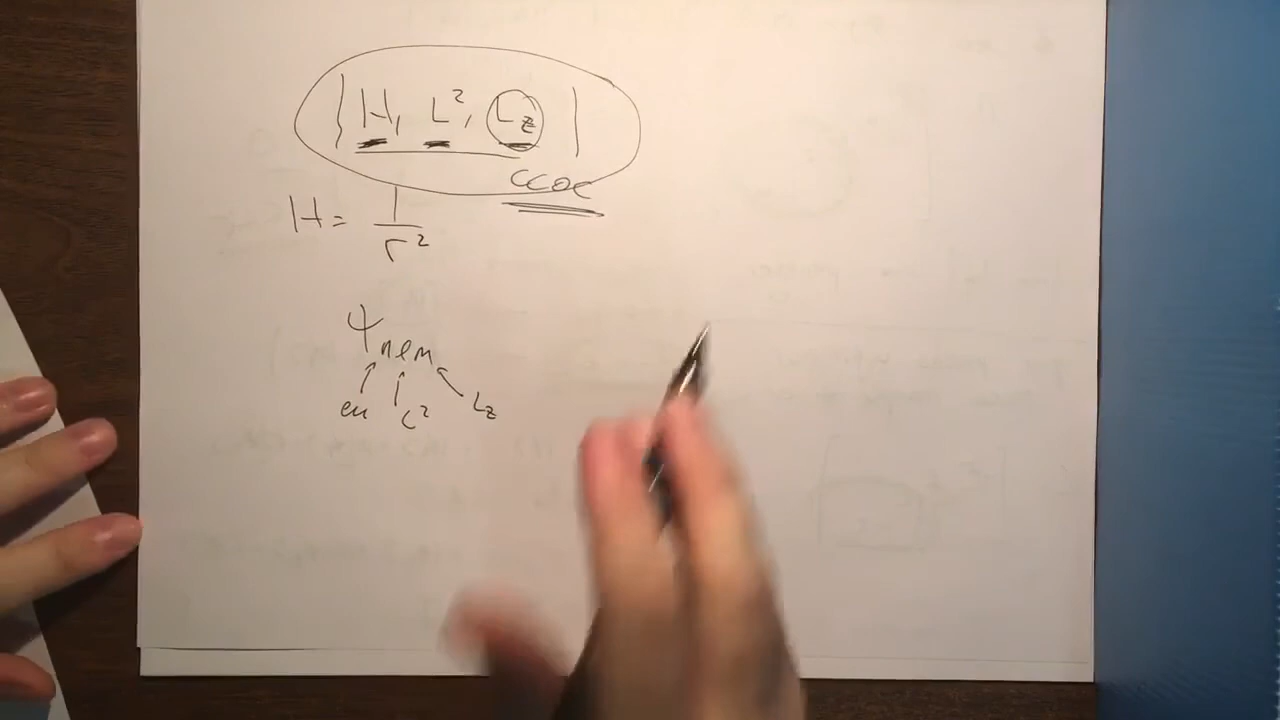 {H, L², L_z}
CCOC
H = 1/r²
ψ_nlm
en L² L_z